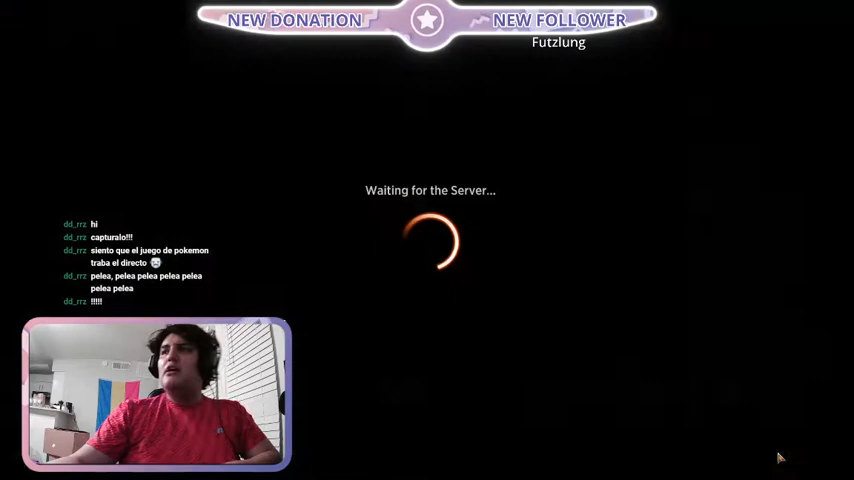 NEW DONATION
NEW FOLLOWER
Futzlung
Waiting for the Server...
dd_rrz hi
dd_rrz capturalo!!!
dd_rrz siento que el juego de pokemon
traba el directo
dd_rrz pelea, pelea pelea pelea pelea
pelea pelea
dd_rrz !!!!!